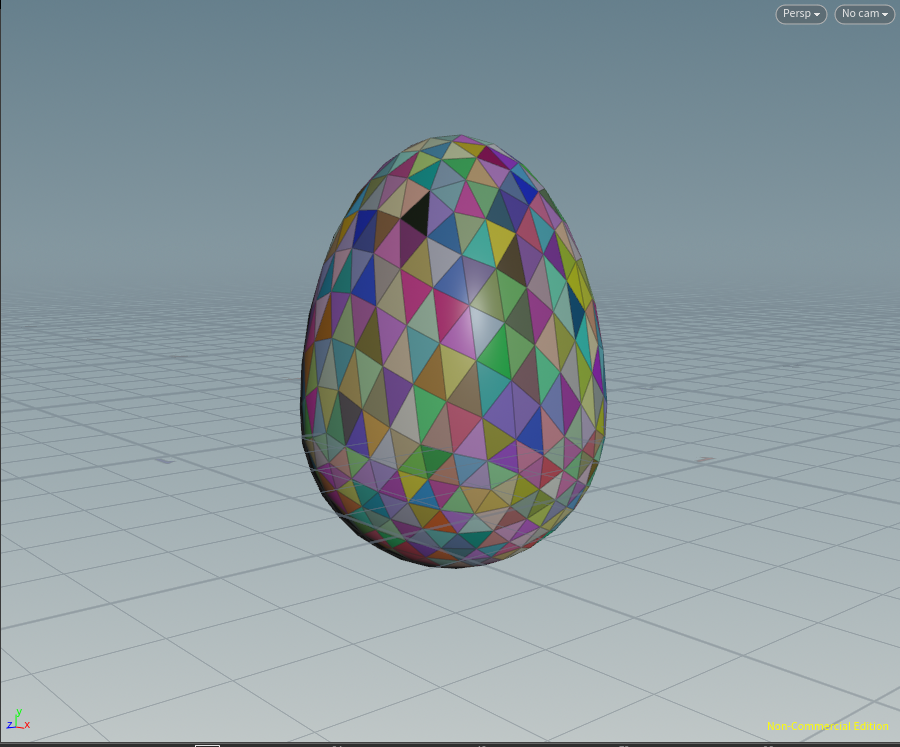 Persp
No cam
y
z x
Non-Commercial Edition